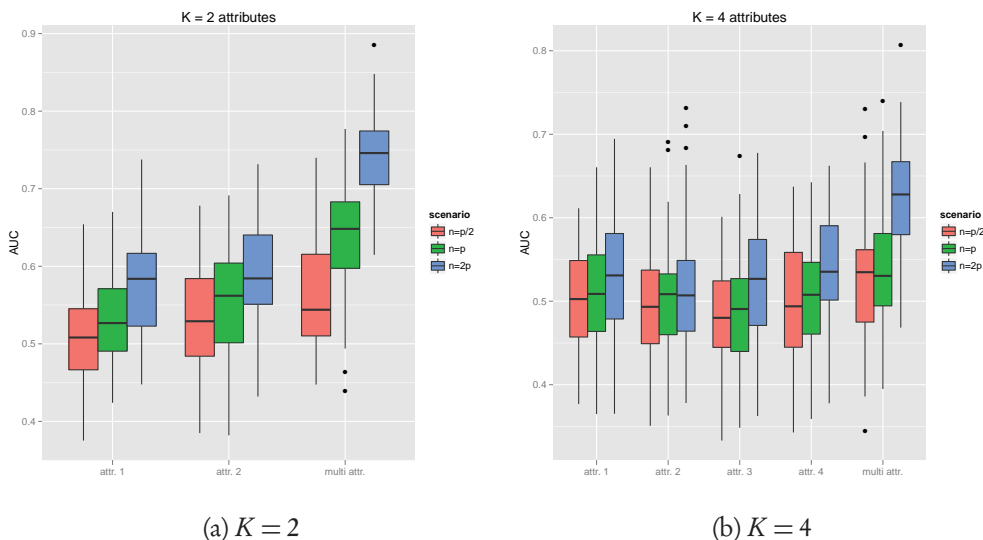 K = 2 attributes
AUC
0.9
0.8
0.7
0.6
0.5
0.4
attr. 1
attr. 2
multi attr.
scenario
n=p/2
n=p
n=2p
(a) K = 2
K = 4 attributes
AUC
0.8
0.7
0.6
0.5
0.4
attr. 1
attr. 2
attr. 3
attr. 4
multi attr.
scenario
n=p/2
n=p
n=2p
(b) K = 4